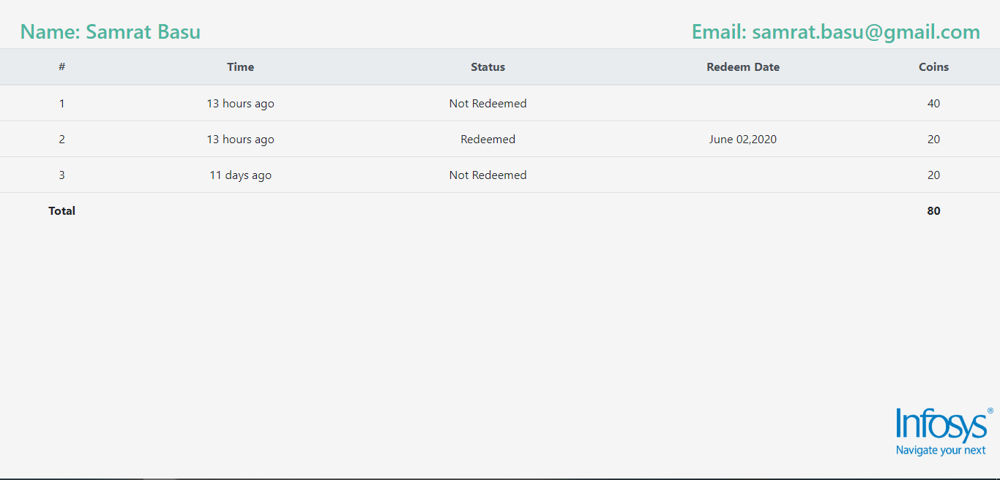 Name: Samrat Basu Email: samrat.basu@gmail.com
# Time Status Redeem Date Coins
1 13 hours ago Not Redeemed 40
2 13 hours ago Redeemed June 02,2020 20
3 11 days ago Not Redeemed 20
Total 80
Infosys®
Navigate your next